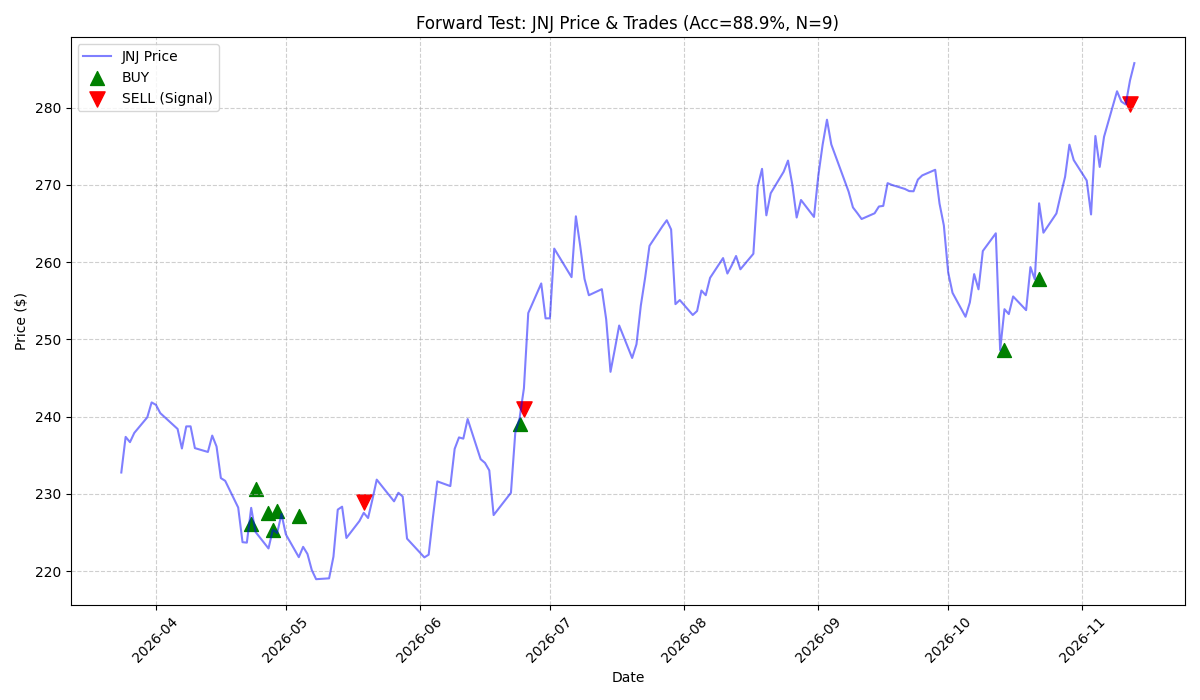 Forward Test: JNJ Price & Trades (Acc=88.9%, N=9)
JNJ Price
BUY
SELL (Signal)
Price ($)
280
270
260
250
240
230
220
2026-04
2026-05
2026-06
2026-07
2026-08
2026-09
2026-10
2026-11
Date